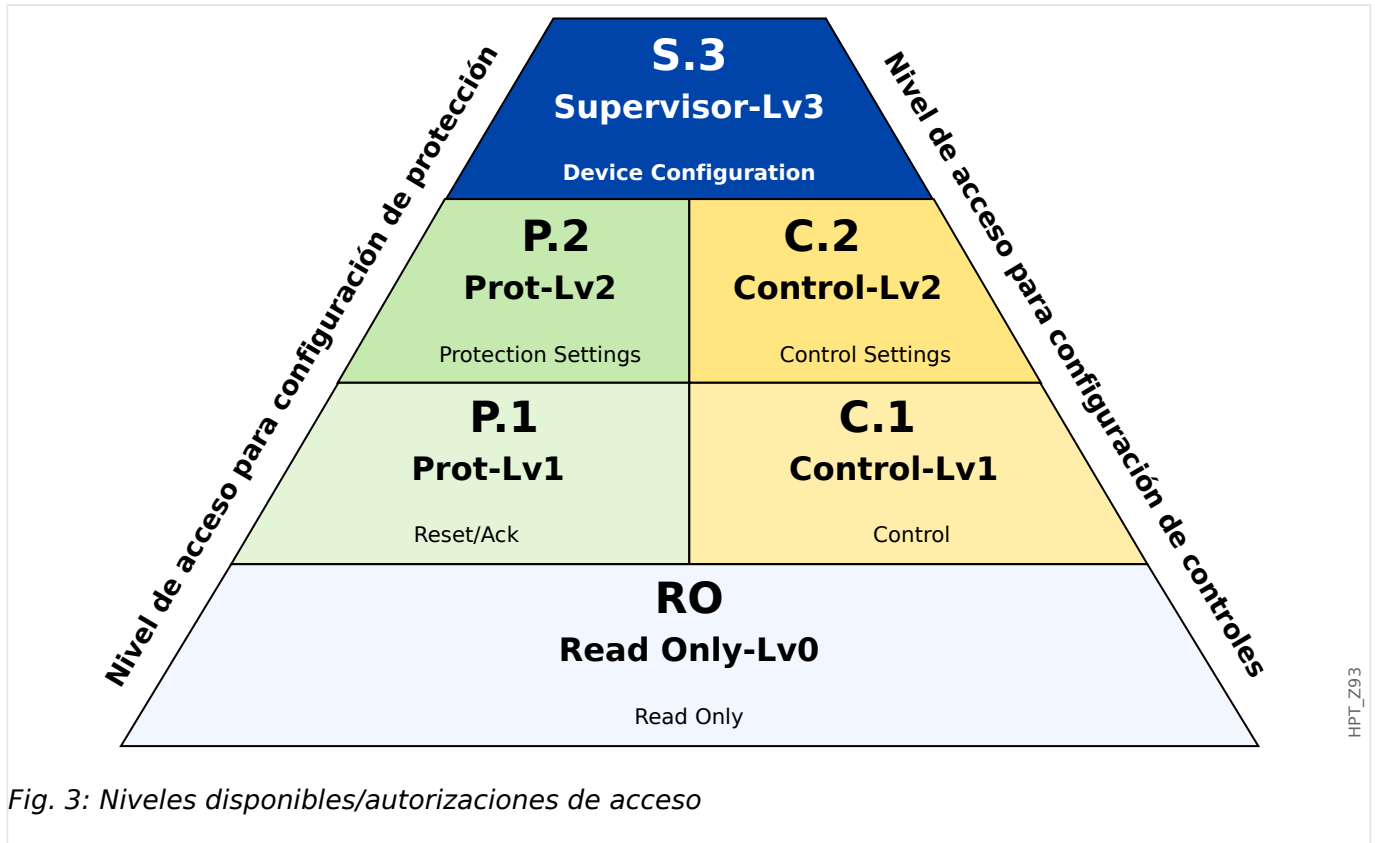 Nivel de acceso para configuración de protección
Nivel de acceso para configuración de controles
S.3
Supervisor-Lv3
Device Configuration
P.2
Prot-Lv2
Protection Settings
C.2
Control-Lv2
Control Settings
P.1
Prot-Lv1
Reset/Ack
C.1
Control-Lv1
Control
RO
Read Only-Lv0
Read Only
HPT_Z93
Fig. 3: Niveles disponibles/autorizaciones de acceso